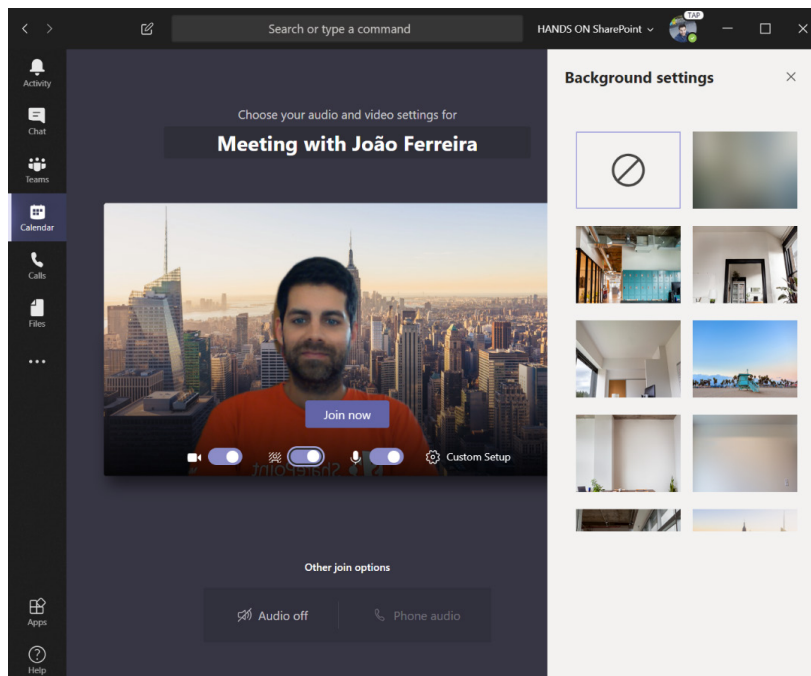 Search or type a command
HANDS ON SharePoint
TAP
Activity
Chat
Teams
Calendar
Calls
Files
Apps
Help
Choose your audio and video settings for
Meeting with João Ferreira
Join now
Custom Setup
SharePoint
Other join options
Audio off
Phone audio
Background settings